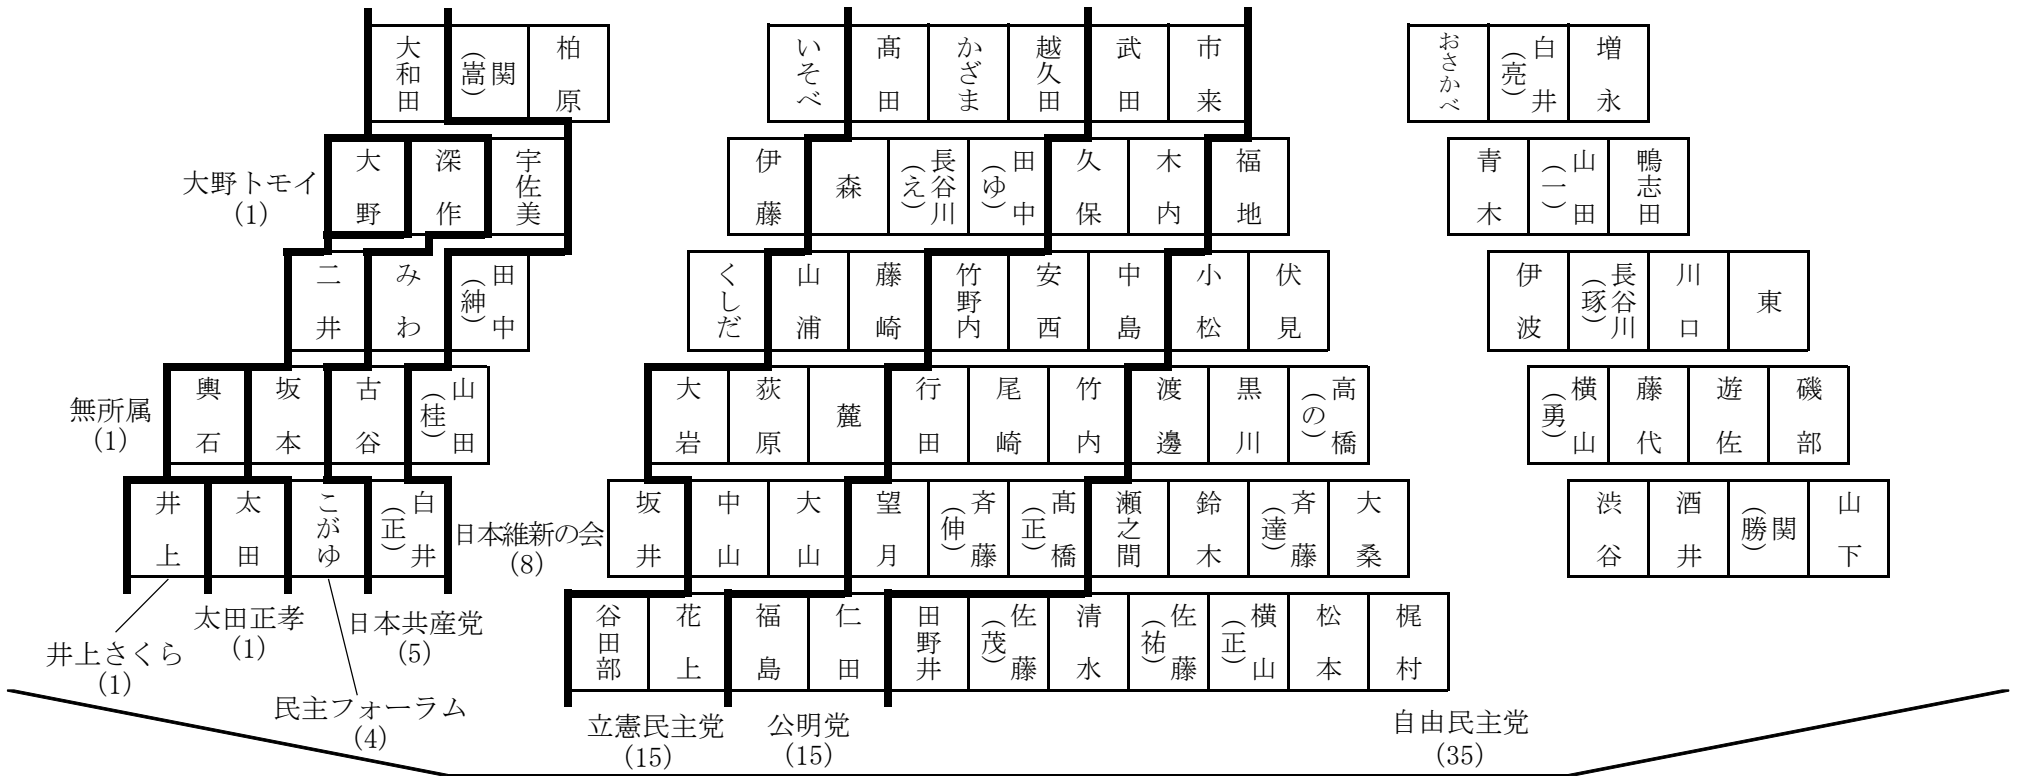 大和田 関(嵩) 柏原 いそべ 髙田 かざま 越久田 武田 市来 おさかべ 白井(亮) 増永
大野トモイ
(1)
大野 深作 宇佐美 伊藤 森 長谷川(え) 田中(ゆ) 久保 木内 福地 青木 山田(一) 鴨志田
二井 みわ 田中(紳) くしだ 山浦 藤崎 竹野内 安西 中島 小松 伏見 伊波 長谷川(琢) 川口 東
無所属
(1)
輿石 坂本 古谷 山田(桂) 大岩 荻原 麓 行田 尾崎 竹内 渡邊 黒川 高橋(の) 横山(勇) 藤代 遊佐 磯部
井上 太田 こがゆ 白井(正) 日本維新の会
(8)
坂井 中山 大山 望月 斉藤(伸) 髙橋(正) 瀬之間 鈴木 斉藤(達) 大桑 渋谷 酒井 関(勝) 山下
谷田部 花上 福島 仁田 田野井 佐藤(茂) 清水 佐藤(祐) 横山(正) 松本 梶村
井上さくら
(1)
太田正孝
(1)
民主フォーラム
(4)
日本共産党
(5)
立憲民主党
(15)
公明党
(15)
自由民主党
(35)